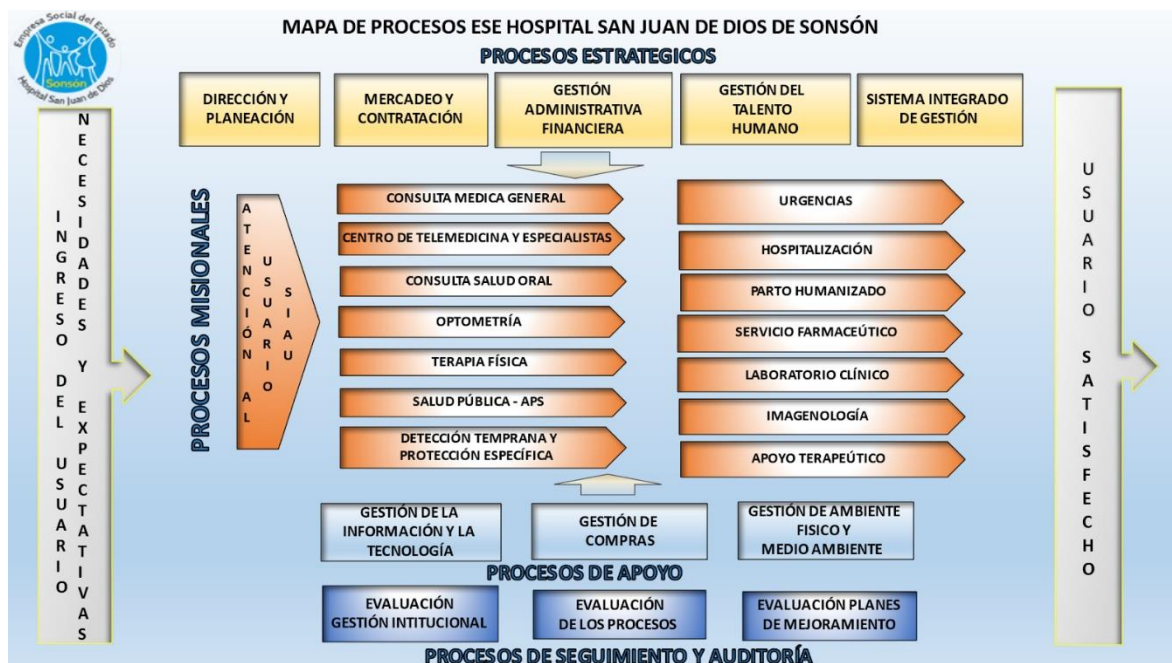 Empresa Social del Estado
Sonsón
Hospital San Juan de Dios
MAPA DE PROCESOS ESE HOSPITAL SAN JUAN DE DIOS DE SONSÓN
PROCESOS ESTRATEGICOS
DIRECCIÓN Y
PLANEACIÓN
MERCADEO Y
CONTRATACIÓN
GESTIÓN
ADMINISTRATIVA
FINANCIERA
GESTIÓN DEL
TALENTO
HUMANO
SISTEMA INTEGRADO
DE GESTIÓN
NECESIDADES Y EXPECTATIVAS
INGRESO DEL USUARIO
PROCESOS MISIONALES
ATENCIÓN AL
USUARIO
SIAU
CONSULTA MEDICA GENERAL
CENTRO DE TELEMEDICINA Y ESPECIALISTAS
CONSULTA SALUD ORAL
OPTOMETRÍA
TERAPIA FÍSICA
SALUD PÚBLICA - APS
DETECCIÓN TEMPRANA Y
PROTECCIÓN ESPECÍFICA
URGENCIAS
HOSPITALIZACIÓN
PARTO HUMANIZADO
SERVICIO FARMACEÚTICO
LABORATORIO CLÍNICO
IMAGENOLOGÍA
APOYO TERAPEÚTICO
USUARIO SATISFECHO
GESTIÓN DE LA
INFORMACIÓN Y LA
TECNOLOGÍA
GESTIÓN DE
COMPRAS
GESTIÓN DE AMBIENTE
FISICO Y
MEDIO AMBIENTE
PROCESOS DE APOYO
EVALUACIÓN
GESTIÓN INTITUCIONAL
EVALUACIÓN
DE LOS PROCESOS
EVALUACIÓN PLANES
DE MEJORAMIENTO
PROCESOS DE SEGUIMIENTO Y AUDITORÍA